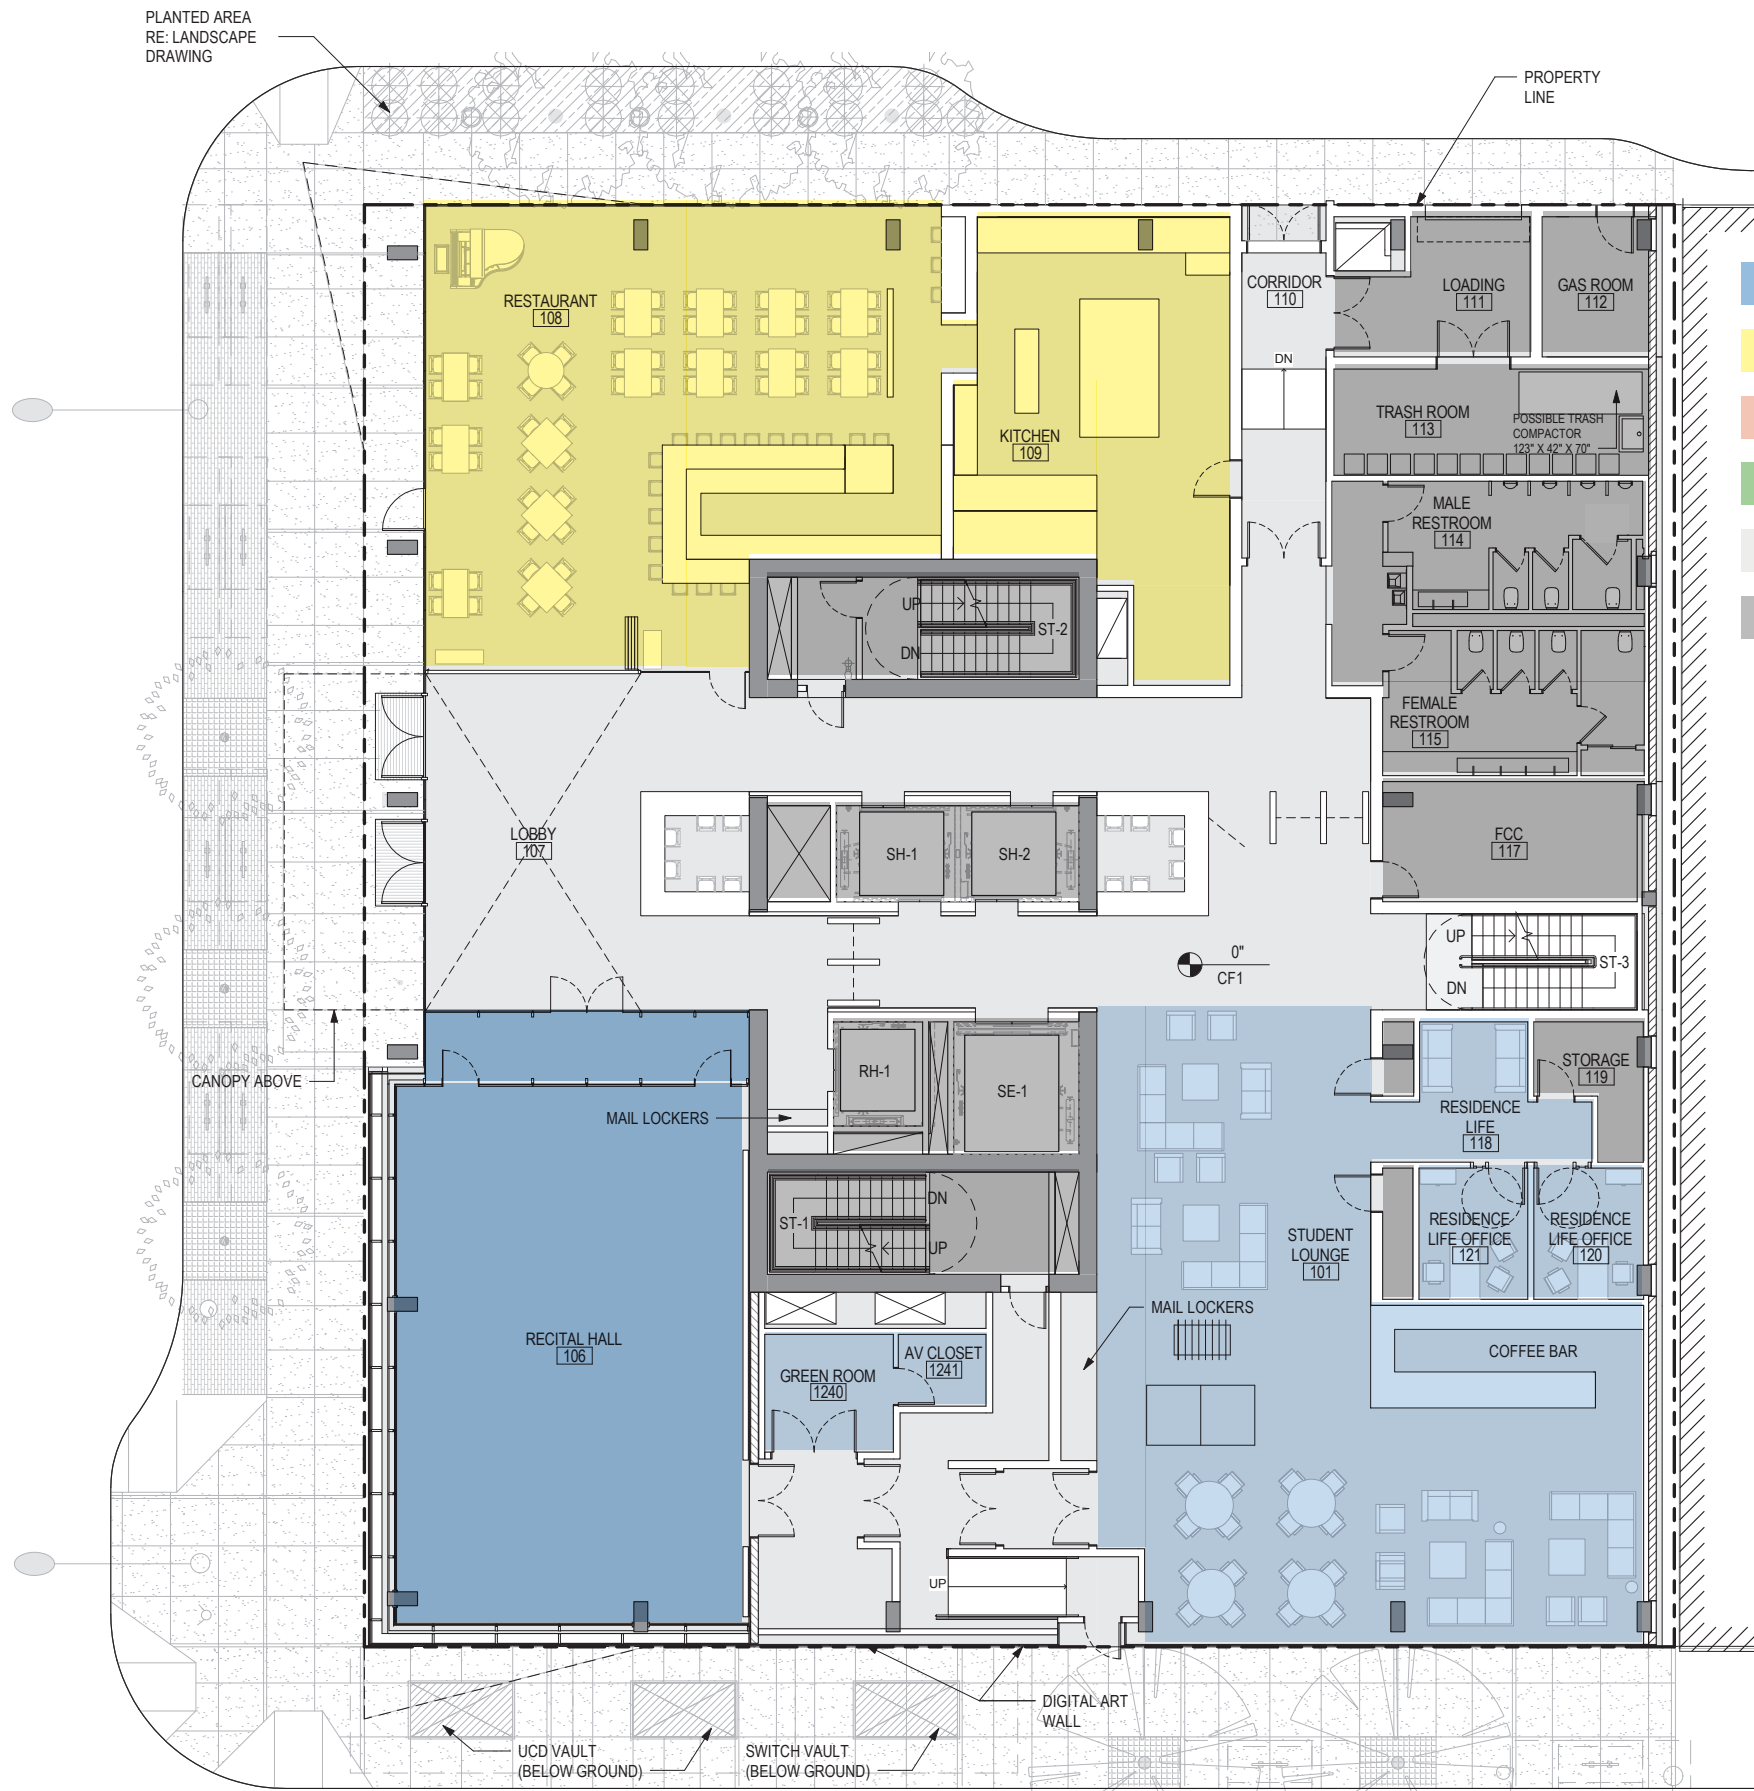 PLANTED AREA
RE: LANDSCAPE
DRAWING
PROPERTY
LINE
RESTAURANT
108
CORRIDOR
110
LOADING
111
GAS ROOM
112
DN
TRASH ROOM
113
POSSIBLE TRASH
COMPACTOR
123" X 42" X 70"
KITCHEN
109
MALE
RESTROOM
114
UP
ST-2
DN
FEMALE
RESTROOM
115
LOBBY
107
SH-1
SH-2
FCC
117
0"
CF1
UP
ST-3
DN
CANOPY ABOVE
RH-1
SE-1
STORAGE
119
MAIL LOCKERS
RESIDENCE
LIFE
118
DN
ST-1
UP
STUDENT
LOUNGE
101
RESIDENCE
LIFE OFFICE
121
RESIDENCE
LIFE OFFICE
120
MAIL LOCKERS
RECITAL HALL
106
GREEN ROOM
1240
AV CLOSET
1241
COFFEE BAR
UP
DIGITAL ART
WALL
UCD VAULT
(BELOW GROUND)
SWITCH VAULT
(BELOW GROUND)